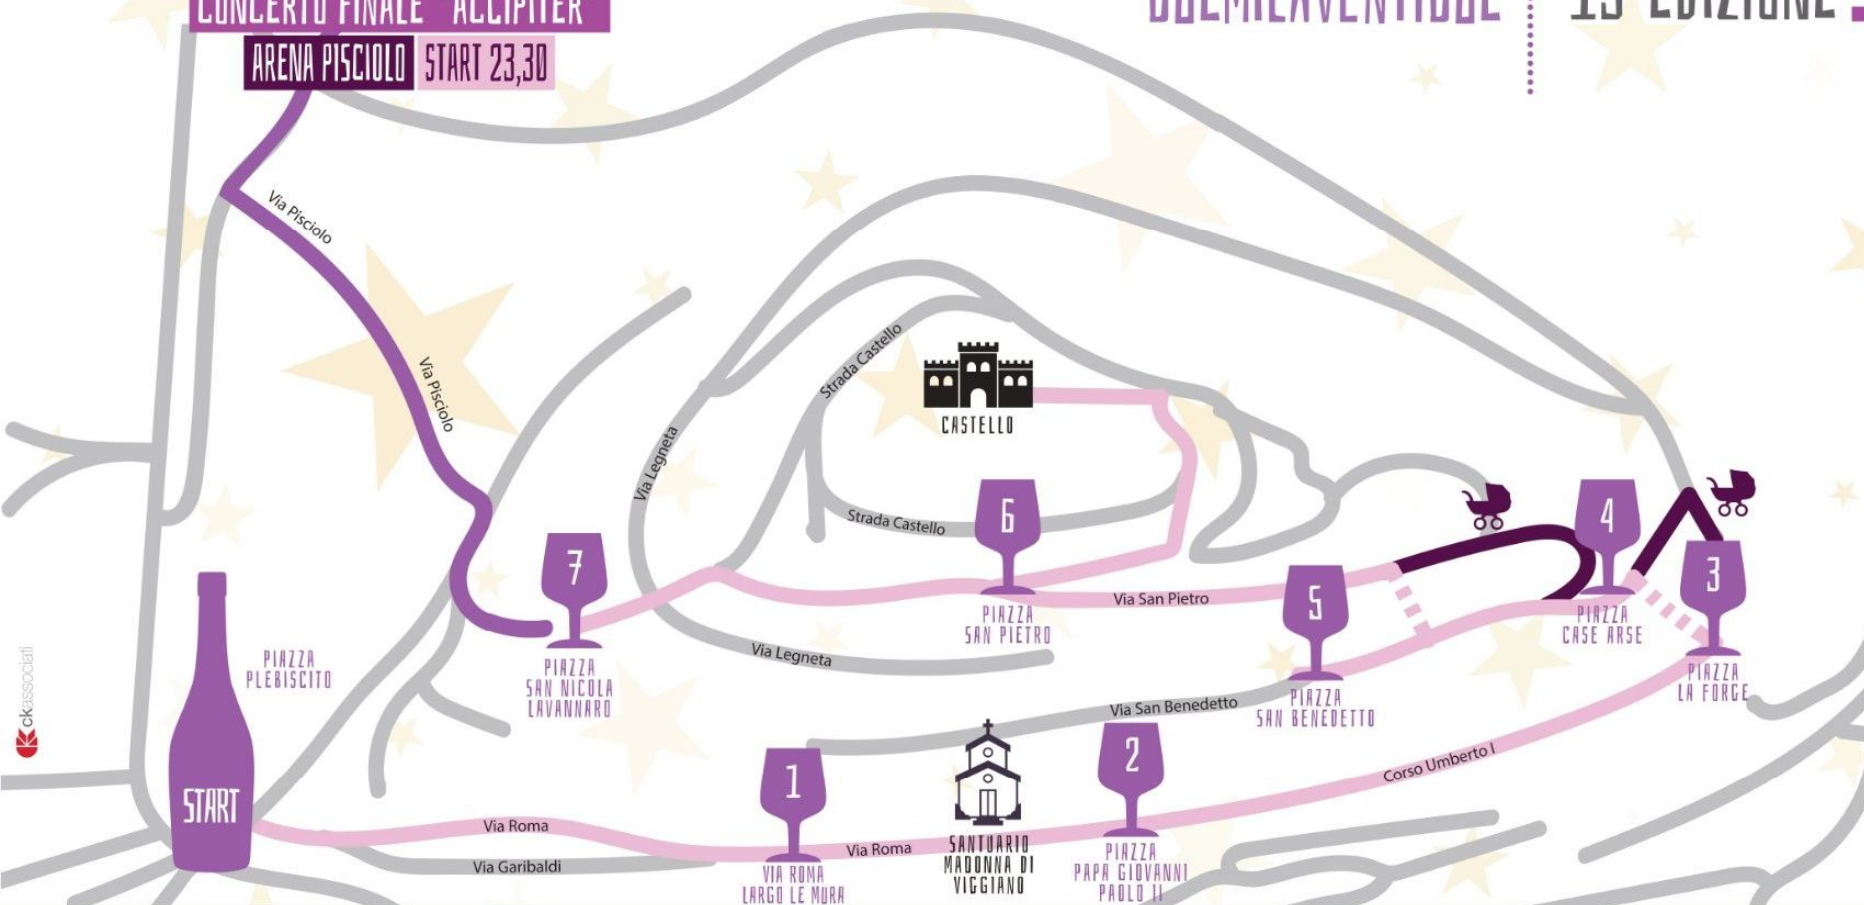 CONCERTO FINALE "ACCIPITER"
ARENA PISCIOLO START 23,30
DUEMILAVENTIDUE
13 EDIZIONE
Via Pisciolo
Via Pisciolo
Strada Castello
CASTELLO
Via Legneta
Strada Castello
6
PIAZZA
SAN PIETRO
Via San Pietro
4
PIAZZA
CASE ARSE
3
PIAZZA
LA FORGE
5
PIAZZA
SAN BENEDETTO
7
PIAZZA
SAN NICOLA
LAVANNARO
Via Legneta
Via San Benedetto
Corso Umberto I
PIAZZA
PLEBISCITO
START
ckassociati
Via Roma
Via Garibaldi
1
VIA ROMA
LARGO LE MURA
Via Roma
SANTUARIO
MADONNA DI
VIGGIANO
2
PIAZZA
PAPA GIOVANNI
PAOLO II